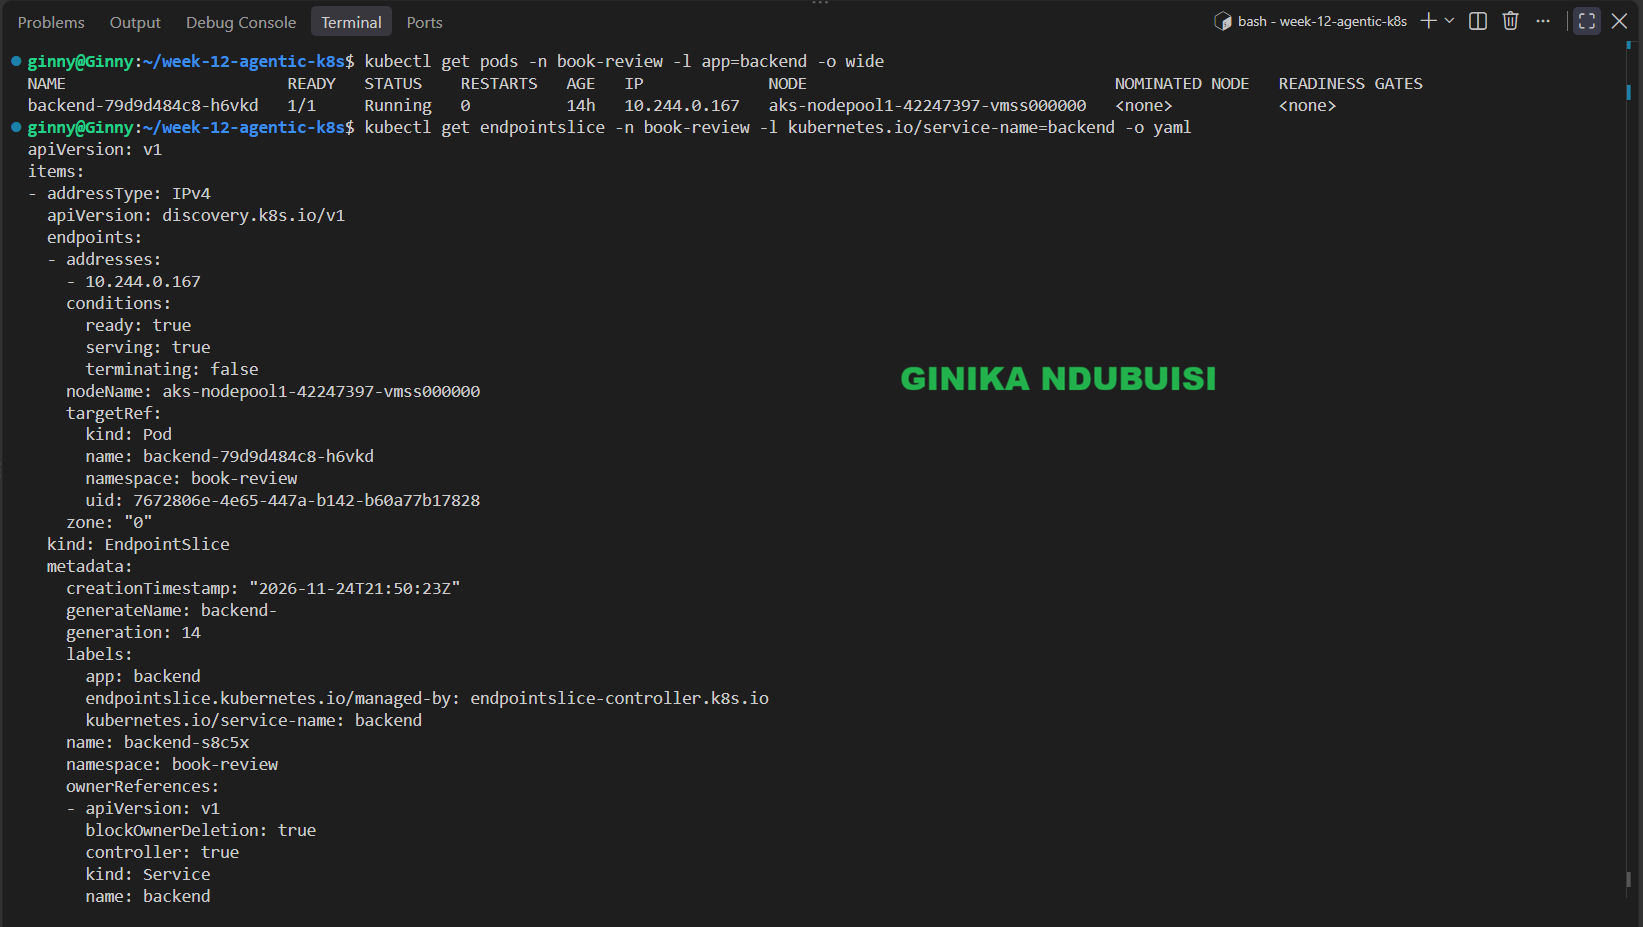 Problems Output Debug Console Terminal Ports bash - week-12-agentic-k8s
ginny@Ginny:~/week-12-agentic-k8s$ kubectl get pods -n book-review -l app=backend -o wide
NAME READY STATUS RESTARTS AGE IP NODE NOMINATED NODE READINESS GATES
backend-79d9d484c8-h6vkd 1/1 Running 0 14h 10.244.0.167 aks-nodepool1-42247397-vmss000000 <none> <none>
ginny@Ginny:~/week-12-agentic-k8s$ kubectl get endpointslice -n book-review -l kubernetes.io/service-name=backend -o yaml
apiVersion: v1
items:
- addressType: IPv4
  apiVersion: discovery.k8s.io/v1
  endpoints:
  - addresses:
    - 10.244.0.167
    conditions:
      ready: true
      serving: true
      terminating: false
    nodeName: aks-nodepool1-42247397-vmss000000
    targetRef:
      kind: Pod
      name: backend-79d9d484c8-h6vkd
      namespace: book-review
      uid: 7672806e-4e65-447a-b142-b60a77b17828
    zone: "0"
  kind: EndpointSlice
  metadata:
    creationTimestamp: "2026-11-24T21:50:23Z"
    generateName: backend-
    generation: 14
    labels:
      app: backend
      endpointslice.kubernetes.io/managed-by: endpointslice-controller.k8s.io
      kubernetes.io/service-name: backend
    name: backend-s8c5x
    namespace: book-review
    ownerReferences:
    - apiVersion: v1
      blockOwnerDeletion: true
      controller: true
      kind: Service
      name: backend
GINIKA NDUBUISI